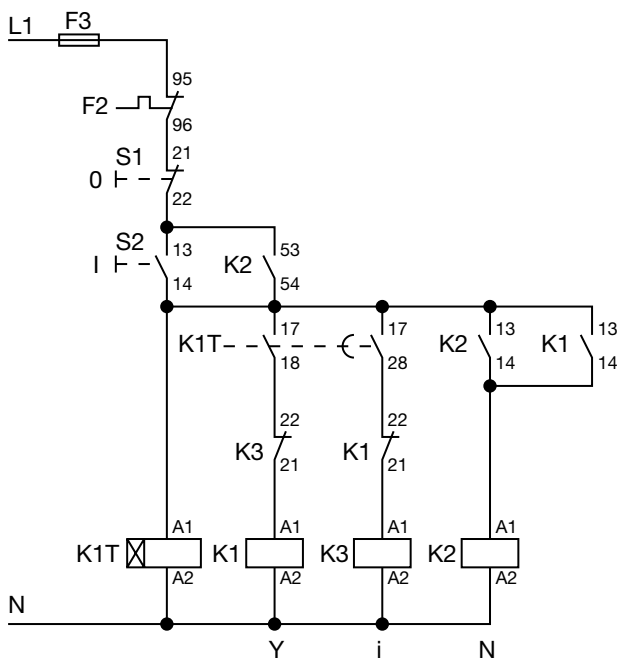 L1 F3
95
F2
96
S1 21
0
22
S2 13 53
I K2
14 54
17 17 13 13
K1T K2 K1
18 28 14 14
22 22
K3 K1
21 21
A1 A1 A1 A1
K1T K1 K3 K2
A2 A2 A2 A2
N
Y i N